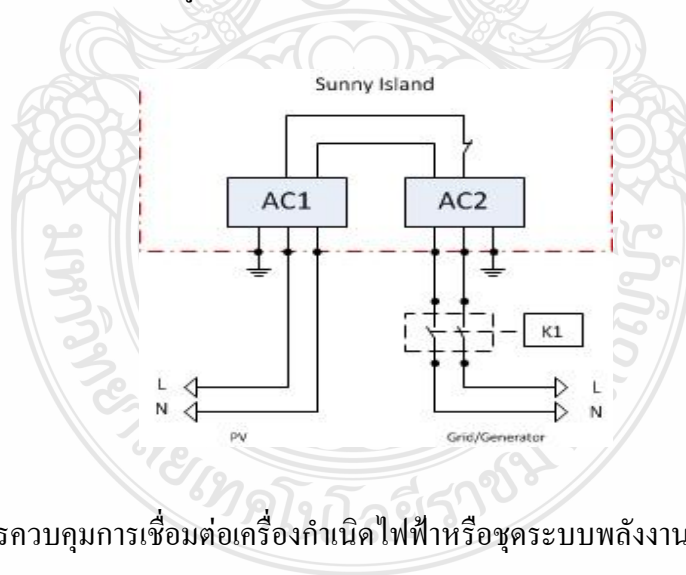 Sunny Island
AC1 AC2
K1
L L
N N
PV Grid/Generator
รควบคุมการเชื่อมต่อเครื่องกำเนิดไฟฟ้าหรือชุดระบบพลังงาน